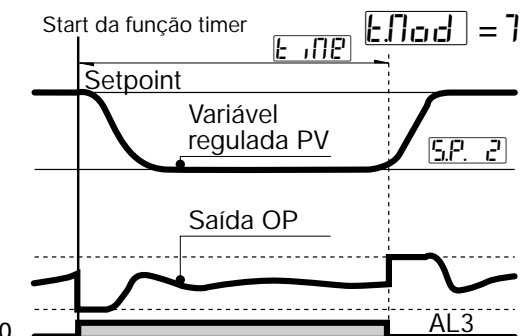 Start da função timer
t.Mod = 7
t iMe
Setpoint
Variável
regulada PV
S.P. 2
Saída OP
AL3
0